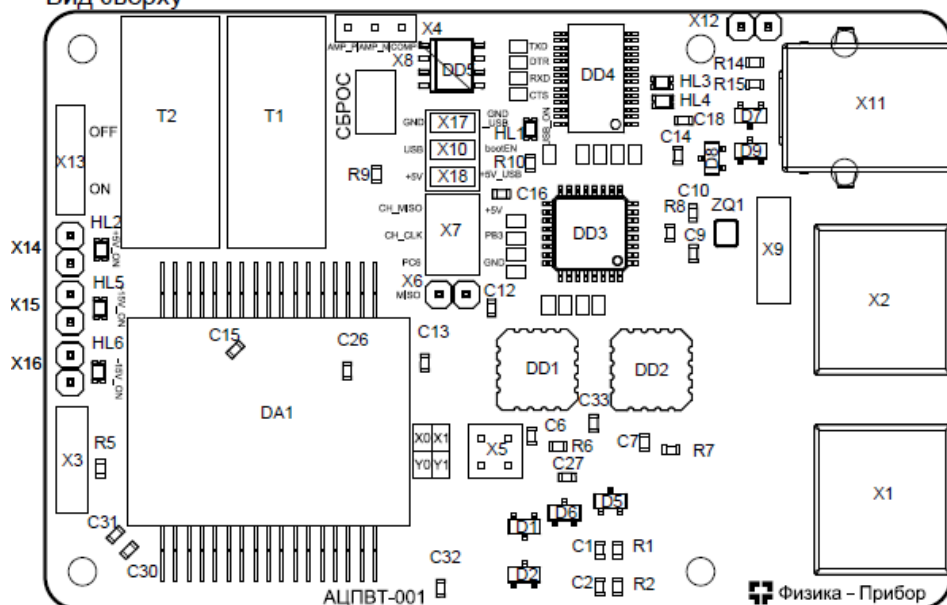 Вид сверху
X12
X4
AMP_P AMP_N COMP
X8
DD5
TXD
DTR
RXD
CTS
DD4
R14
R15
HL3
HL4
C18
C14
D7
D8
D9
X11
T2
T1
СБРОС
GND
X17
GND_USB
USB
X10
bootEN
+5V
X18
+5V_USB
HL1
USB_ON
R10
R9
C16
OFF
X13
ON
CH_MISO
CH_CLK
X7
+5V
PB3
GND
PC6
X6
MISO
DD3
C10
R8
C9
ZQ1
X9
X2
X14
HL2
X15
HL5
X16
HL6
C12
C15
C26
C13
DA1
DD1
DD2
C33
C6
R6
C7
R7
C27
X0 X1
Y0 Y1
X5
X3
R5
X1
D1
D6
D5
D2
C31
C30
C32
C1
R1
C2
R2
АЦПВТ-001
Физика – Прибор